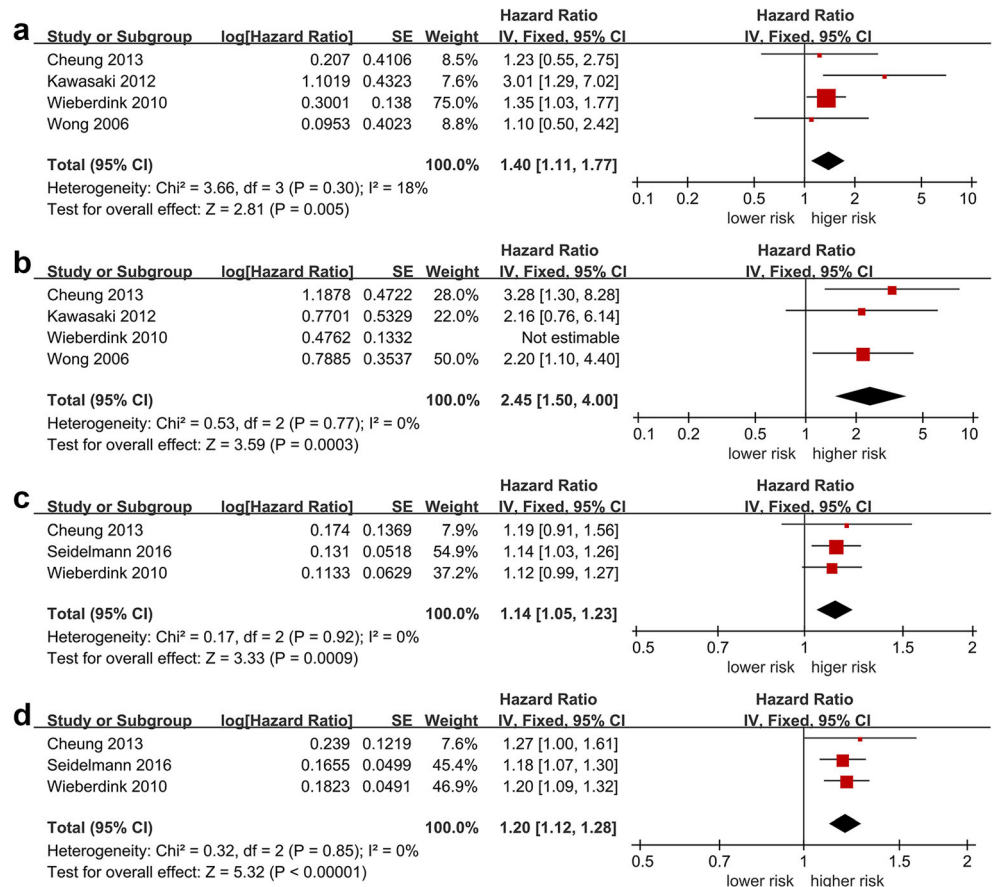 a
Hazard Ratio Hazard Ratio
Study or Subgroup log[Hazard Ratio] SE Weight IV, Fixed, 95% CI IV, Fixed, 95% CI
Cheung 2013 0.207 0.4106 8.5% 1.23 [0.55, 2.75]
Kawasaki 2012 1.1019 0.4323 7.6% 3.01 [1.29, 7.02]
Wieberdink 2010 0.3001 0.138 75.0% 1.35 [1.03, 1.77]
Wong 2006 0.0953 0.4023 8.8% 1.10 [0.50, 2.42]
Total (95% CI) 100.0% 1.40 [1.11, 1.77]
Heterogeneity: Chi² = 3.66, df = 3 (P = 0.30); I² = 18%
Test for overall effect: Z = 2.81 (P = 0.005)
0.1 0.2 0.5 1 2 5 10
lower risk higer risk
b
Hazard Ratio Hazard Ratio
Study or Subgroup log[Hazard Ratio] SE Weight IV, Fixed, 95% CI IV, Fixed, 95% CI
Cheung 2013 1.1878 0.4722 28.0% 3.28 [1.30, 8.28]
Kawasaki 2012 0.7701 0.5329 22.0% 2.16 [0.76, 6.14]
Wieberdink 2010 0.4762 0.1332 Not estimable
Wong 2006 0.7885 0.3537 50.0% 2.20 [1.10, 4.40]
Total (95% CI) 100.0% 2.45 [1.50, 4.00]
Heterogeneity: Chi² = 0.53, df = 2 (P = 0.77); I² = 0%
Test for overall effect: Z = 3.59 (P = 0.0003)
0.1 0.2 0.5 1 2 5 10
lower risk higher risk
c
Hazard Ratio Hazard Ratio
Study or Subgroup log[Hazard Ratio] SE Weight IV, Fixed, 95% CI IV, Fixed, 95% CI
Cheung 2013 0.174 0.1369 7.9% 1.19 [0.91, 1.56]
Seidelmann 2016 0.131 0.0518 54.9% 1.14 [1.03, 1.26]
Wieberdink 2010 0.1133 0.0629 37.2% 1.12 [0.99, 1.27]
Total (95% CI) 100.0% 1.14 [1.05, 1.23]
Heterogeneity: Chi² = 0.17, df = 2 (P = 0.92); I² = 0%
Test for overall effect: Z = 3.33 (P = 0.0009)
0.5 0.7 1 1.5 2
lower risk higer risk
d
Hazard Ratio Hazard Ratio
Study or Subgroup log[Hazard Ratio] SE Weight IV, Fixed, 95% CI IV, Fixed, 95% CI
Cheung 2013 0.239 0.1219 7.6% 1.27 [1.00, 1.61]
Seidelmann 2016 0.1655 0.0499 45.4% 1.18 [1.07, 1.30]
Wieberdink 2010 0.1823 0.0491 46.9% 1.20 [1.09, 1.32]
Total (95% CI) 100.0% 1.20 [1.12, 1.28]
Heterogeneity: Chi² = 0.32, df = 2 (P = 0.85); I² = 0%
Test for overall effect: Z = 5.32 (P < 0.00001)
0.5 0.7 1 1.5 2
lower risk higher risk